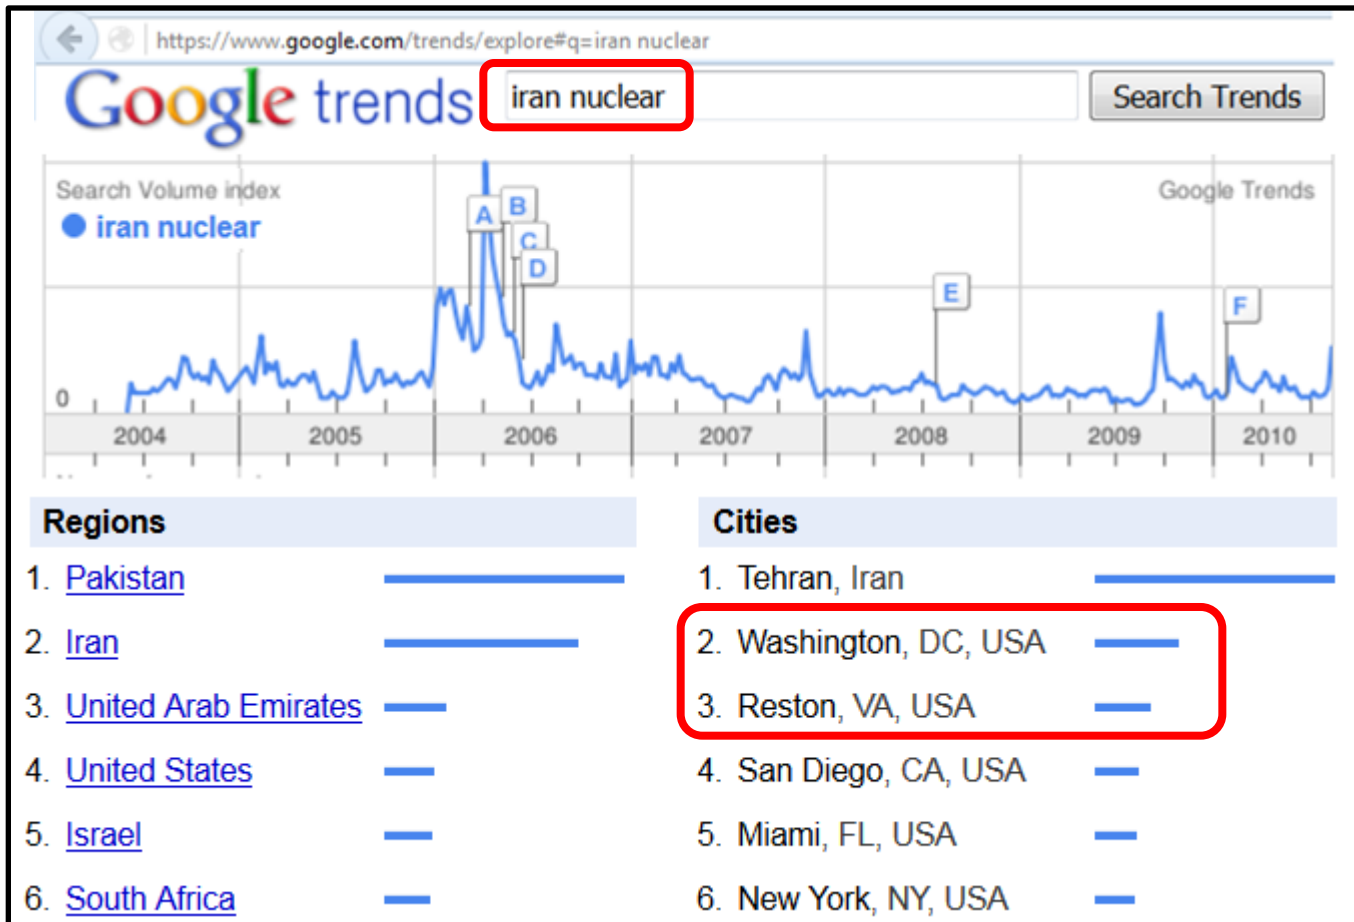 https://www.google.com/trends/explore#q=iran nuclear
Google trends iran nuclear Search Trends
Search Volume index Google Trends
iran nuclear
A B
C
D
E
F
0
2004 2005 2006 2007 2008 2009 2010
Regions
1. Pakistan
2. Iran
3. United Arab Emirates
4. United States
5. Israel
6. South Africa
Cities
1. Tehran, Iran
2. Washington, DC, USA
3. Reston, VA, USA
4. San Diego, CA, USA
5. Miami, FL, USA
6. New York, NY, USA